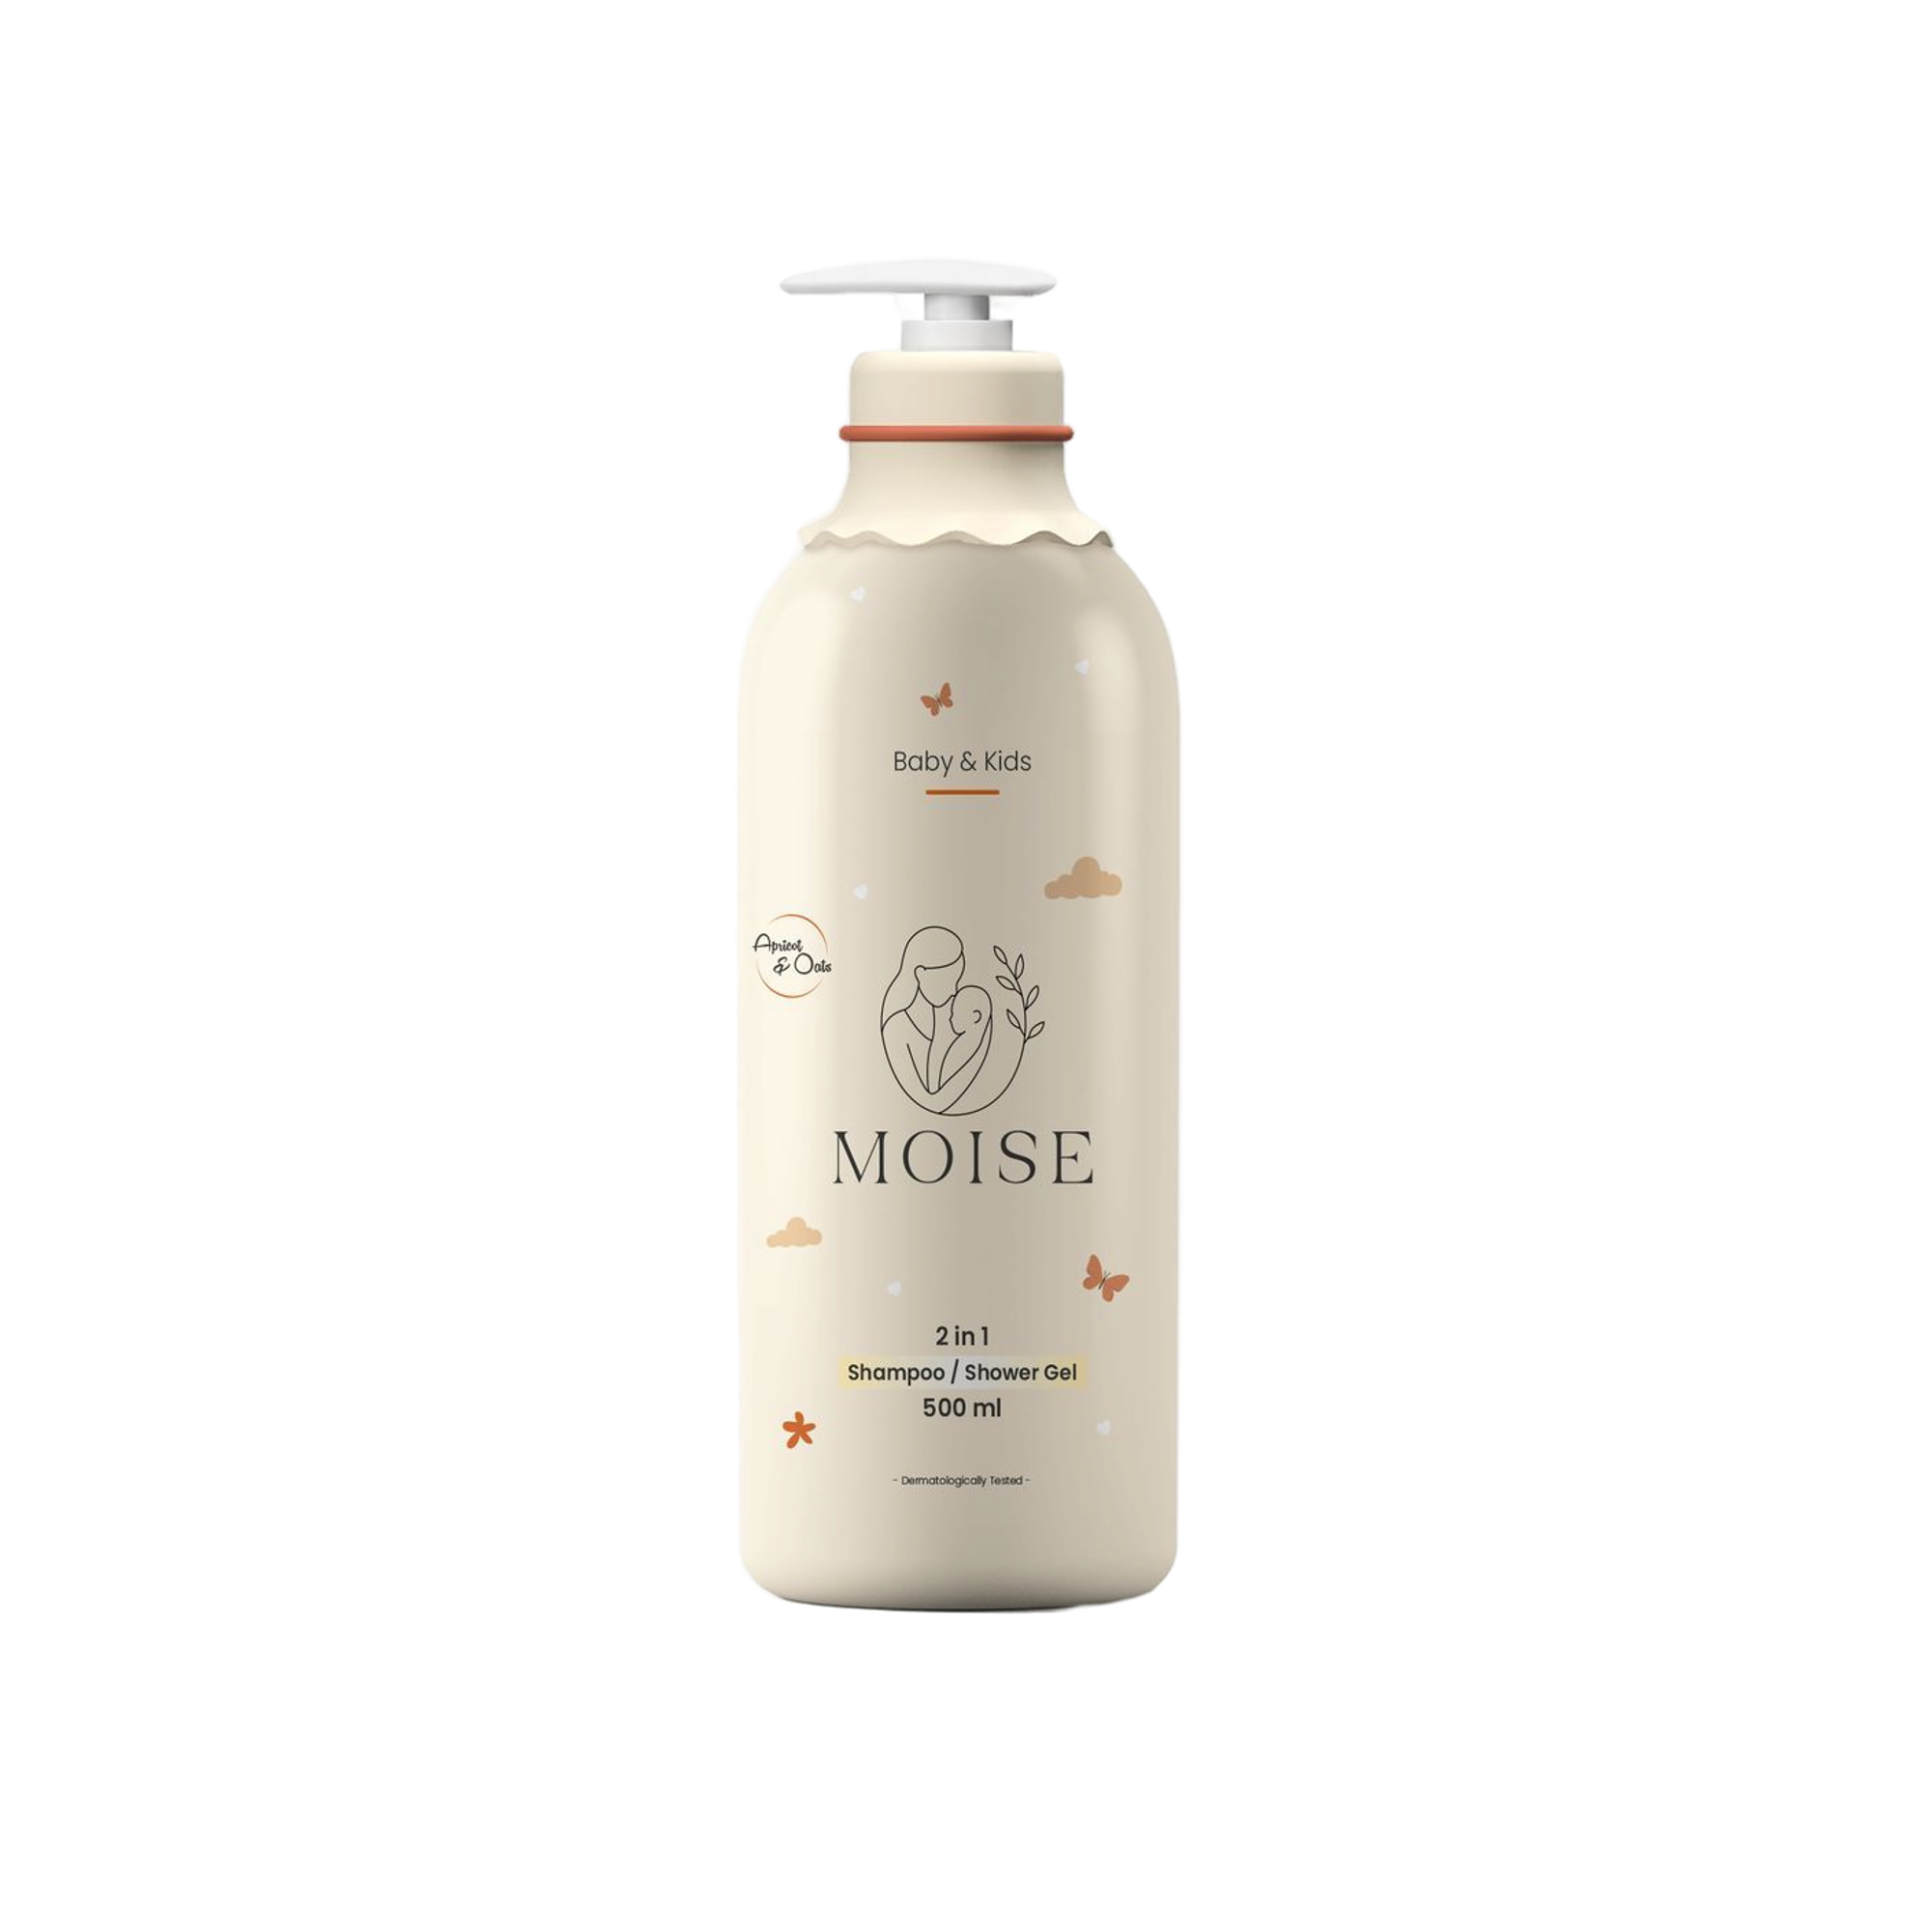 Baby & Kids
Apricot
& Oats
MOISE
2 in 1
Shampoo / Shower Gel
500 ml
- Dermatologically Tested -